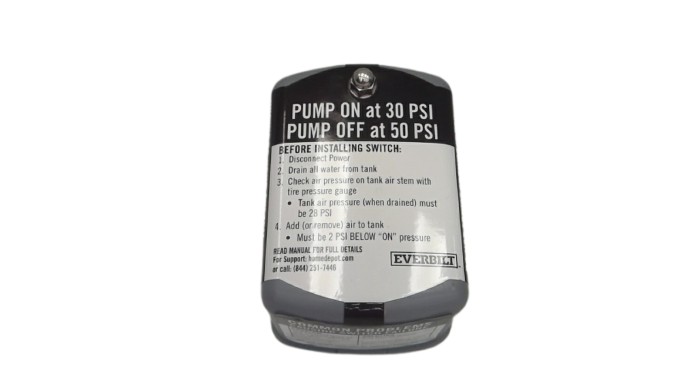 PUMP ON at 30 PSI
PUMP OFF at 50 PSI
BEFORE INSTALLING SWITCH:
1. Disconnect Power
2. Drain all water from tank
3. Check air pressure on tank air stem with
tire pressure gauge
• Tank air pressure (when drained) must
be 28 PSI
4. Add (or remove) air to tank
• Must be 2 PSI BELOW "ON" pressure
READ MANUAL FOR FULL DETAILS
For Support: homedepot.com
or call: (844) 251-7446
EVERBILT
COMMON PROBLEMS